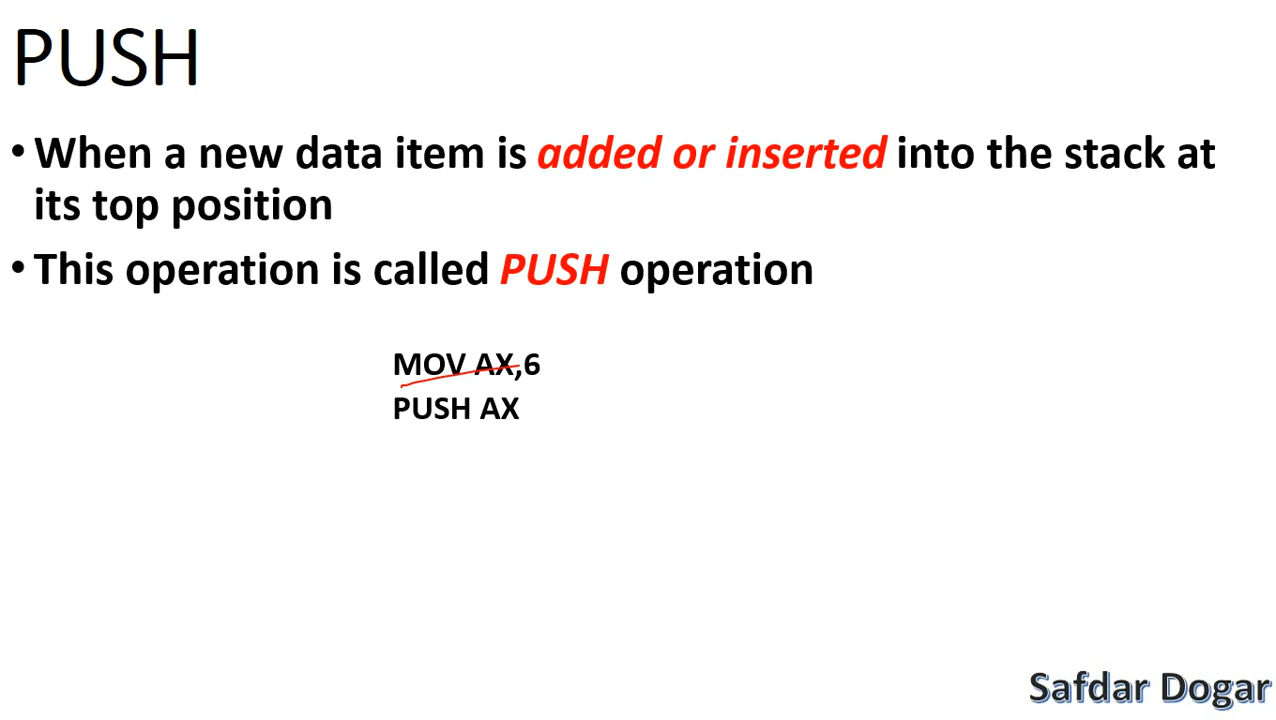 PUSH
• When a new data item is added or inserted into the stack at
its top position
• This operation is called PUSH operation
MOV AX,6
PUSH AX
Safdar Dogar